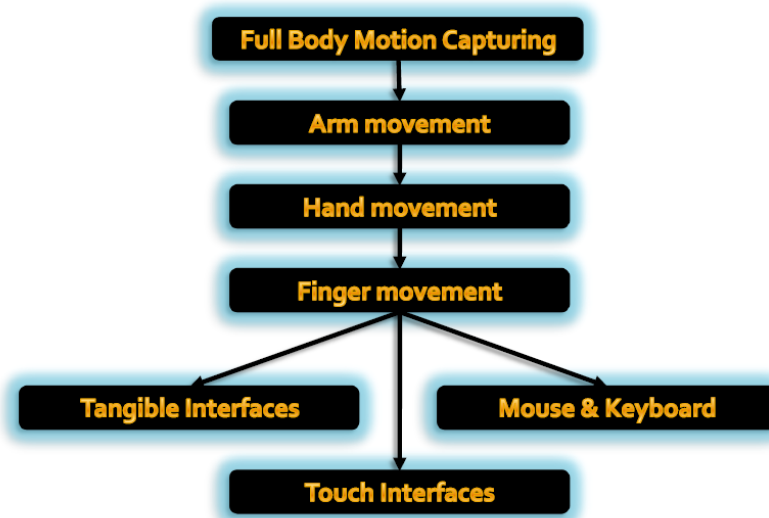 Full Body Motion Capturing
Arm movement
Hand movement
Finger movement
Tangible Interfaces
Mouse & Keyboard
Touch Interfaces